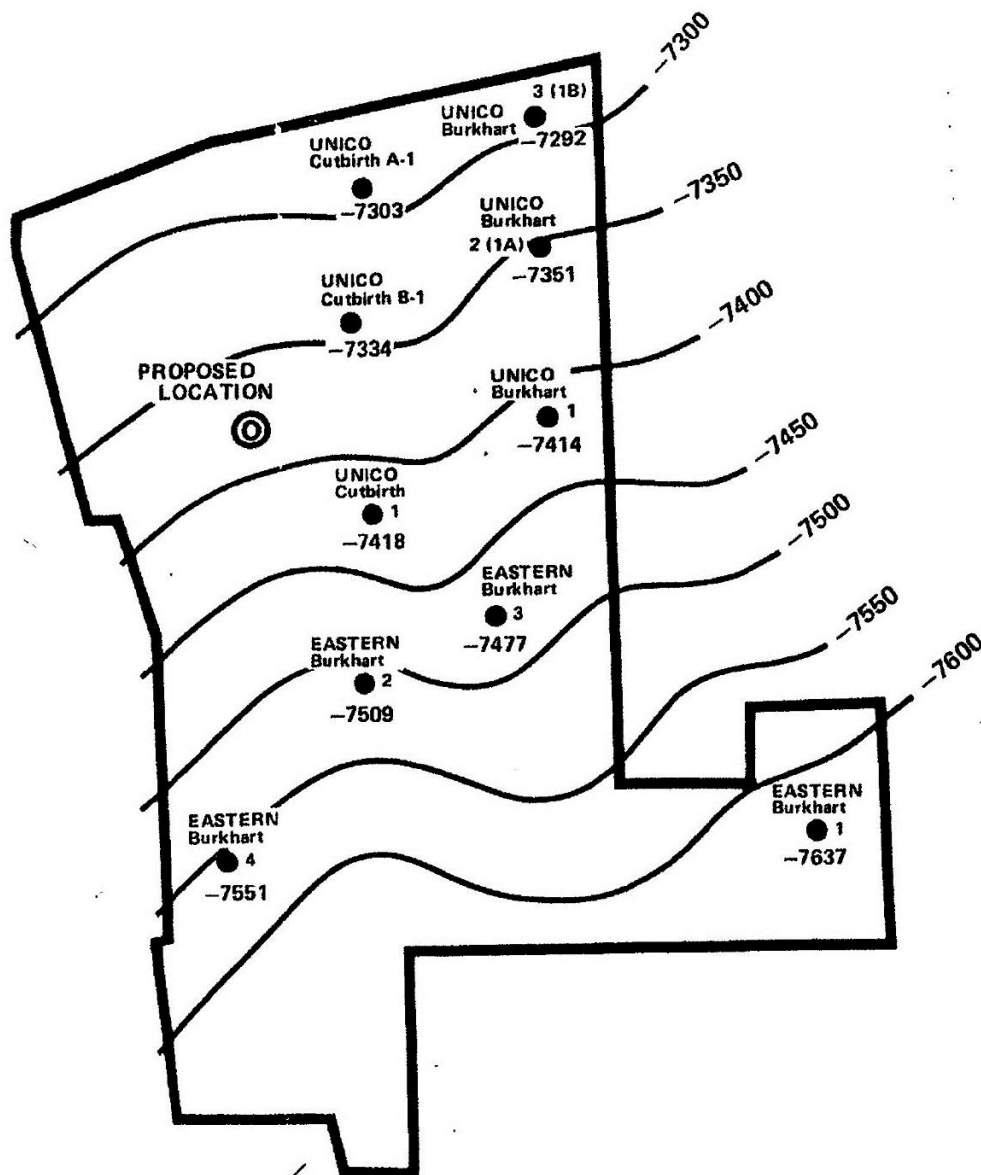 −7300
3 (1B)
UNICO
Burkhart
−7292
UNICO
Cutbirth A-1
−7303
−7350
UNICO
Burkhart
2 (1A)
−7351
UNICO
Cutbirth B-1
−7334
−7400
PROPOSED
LOCATION
UNICO
Burkhart
1
−7414
−7450
UNICO
Cutbirth
1
−7418
−7500
EASTERN
Burkhart
3
−7477
−7550
EASTERN
Burkhart
2
−7509
−7600
EASTERN
Burkhart
4
−7551
EASTERN
Burkhart
1
−7637